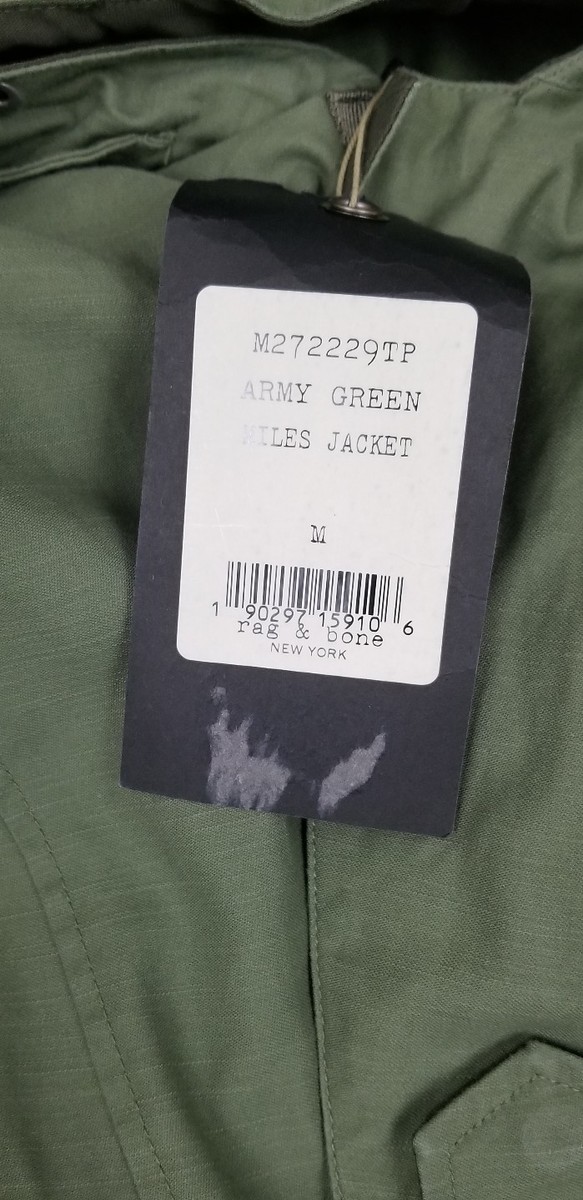 M272229TP
ARMY GREEN
MILES JACKET
M
1 90297 15910 6
rag & bone
NEW YORK